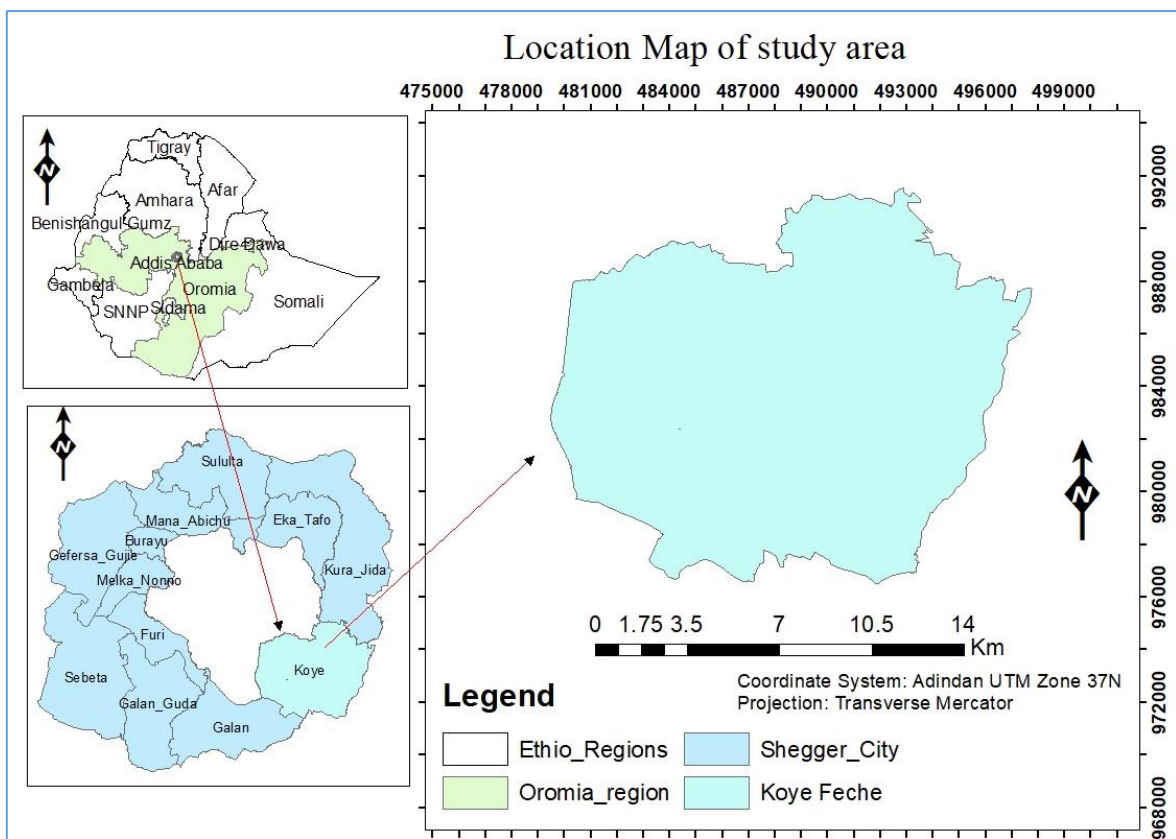 Location Map of study area
475000 478000 481000 484000 487000 490000 493000 496000 499000
992000
988000
984000
980000
976000
972000
968000
N
Tigray
Afar
Amhara
Benishangul Gumz
Dire Dawa
Addis Ababa
Gambela
Oromia
SNNP
Sidama
Somali
N
Sululta
Mana_Abichu
Eka_Tafo
Burayu
Gefersa_Gujie
Kura_Jida
Melka_Nonno
Furi
Koye
Sebeta
Galan_Guda
Galan
N
0 1.75 3.5 7 10.5 14
Km
Coordinate System: Adindan UTM Zone 37N
Projection: Transverse Mercator
Legend
Ethio_Regions
Shegger_City
Oromia_region
Koye Feche